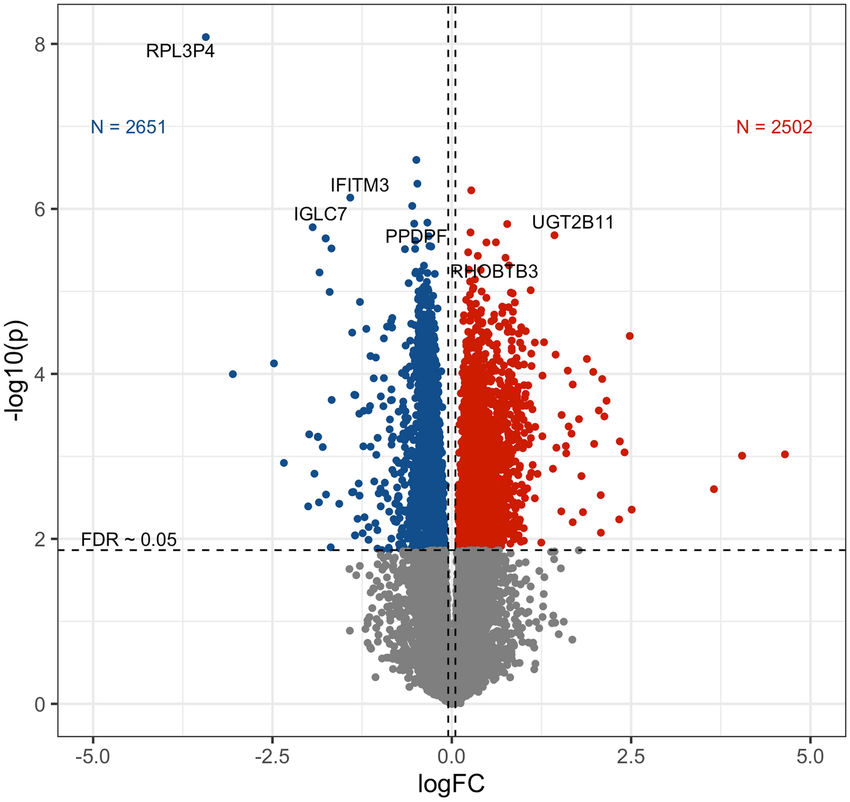 8
RPL3P4
N = 2651
N = 2502
IFITM3
6
IGLC7
UGT2B11
PPDPF
RHOBTB3
-log10(p)
4
2
FDR ~ 0.05
0
-5.0
-2.5
0.0
2.5
5.0
logFC